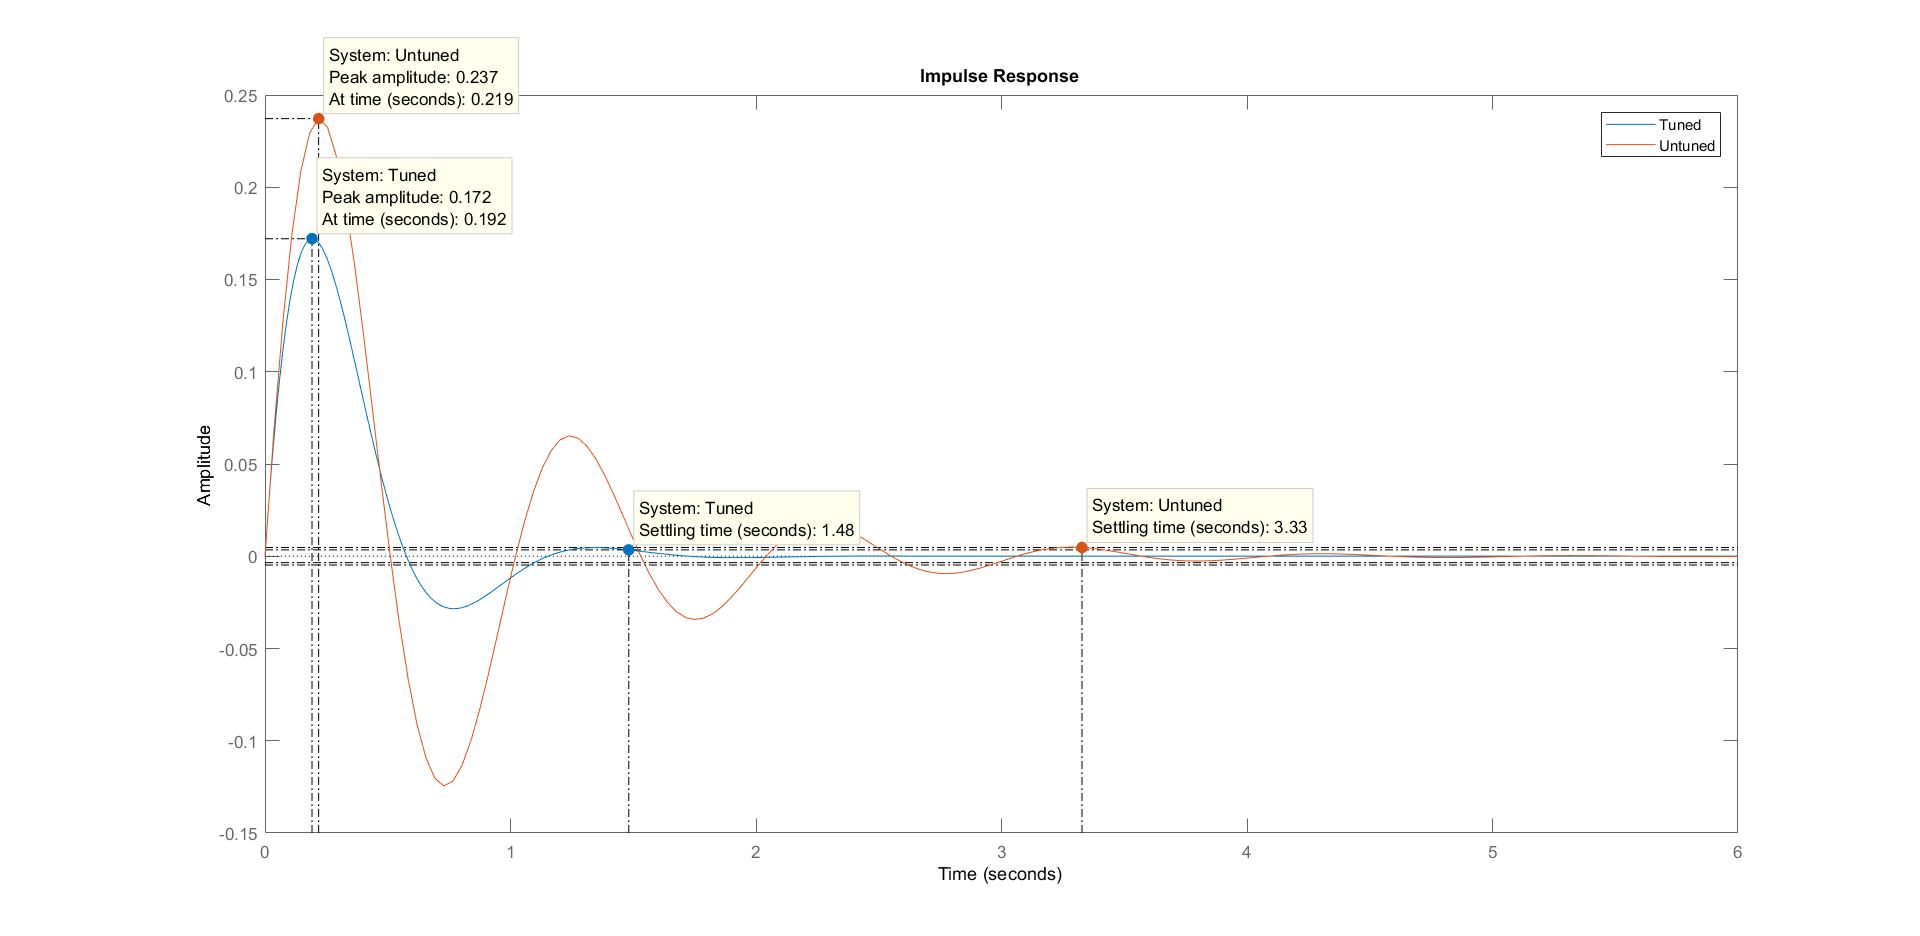 System: Untuned
Peak amplitude: 0.237
At time (seconds): 0.219
Impulse Response
Tuned
Untuned
System: Tuned
Peak amplitude: 0.172
At time (seconds): 0.192
System: Tuned
Settling time (seconds): 1.48
System: Untuned
Settling time (seconds): 3.33
Amplitude
0.25
0.2
0.15
0.1
0.05
0
-0.05
-0.1
-0.15
0 1 2 3 4 5 6
Time (seconds)